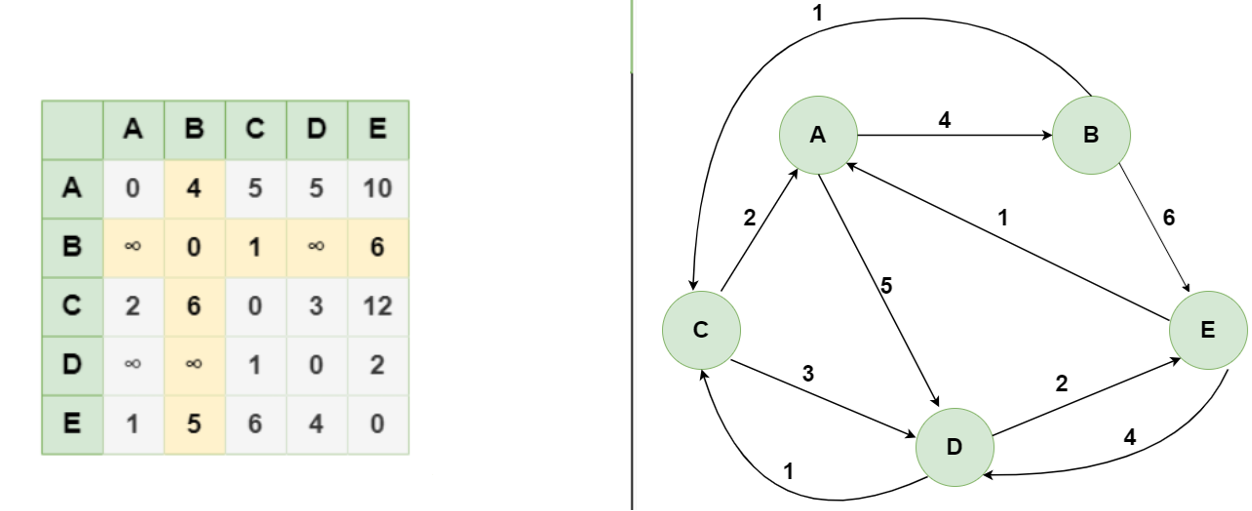 A B C D E
A 0 4 5 5 10
B ∞ 0 1 ∞ 6
C 2 6 0 3 12
D ∞ ∞ 1 0 2
E 1 5 6 4 0
1
4
A B
2 1 6
5
C E
3
2
D
4
1